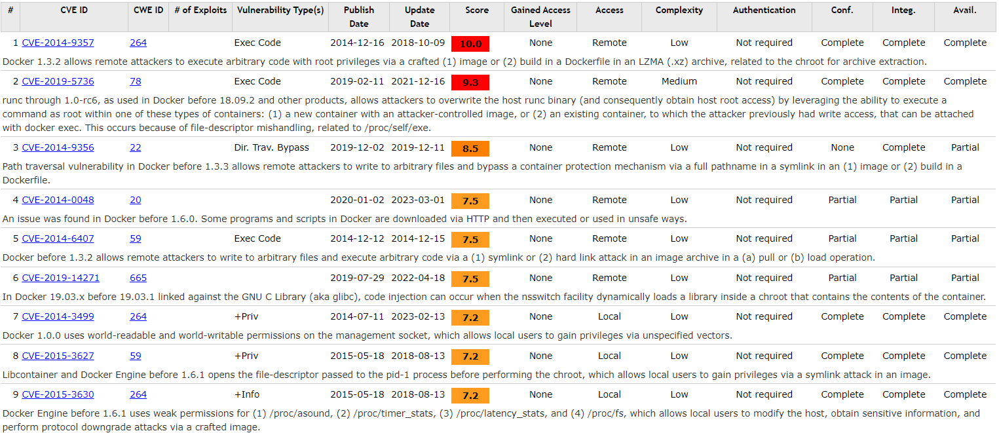 # CVE ID CWE ID # of Exploits Vulnerability Type(s) Publish Date Update Date Score Gained Access Level Access Complexity Authentication Conf. Integ. Avail.
1 CVE-2014-9357 264 Exec Code 2014-12-16 2018-10-09 10.0 None Remote Low Not required Complete Complete Complete
Docker 1.3.2 allows remote attackers to execute arbitrary code with root privileges via a crafted (1) image or (2) build in a Dockerfile in an LZMA (.xz) archive, related to the chroot for archive extraction.
2 CVE-2019-5736 78 Exec Code 2019-02-11 2021-12-16 9.3 None Remote Medium Not required Complete Complete Complete
runc through 1.0-rc6, as used in Docker before 18.09.2 and other products, allows attackers to overwrite the host runc binary (and consequently obtain host root access) by leveraging the ability to execute a
command as root within one of these types of containers: (1) a new container with an attacker-controlled image, or (2) an existing container, to which the attacker previously had write access, that can be attached
with docker exec. This occurs because of file-descriptor mishandling, related to /proc/self/exe.
3 CVE-2014-9356 22 Dir. Trav. Bypass 2019-12-02 2019-12-11 8.5 None Remote Low Not required None Complete Partial
Path traversal vulnerability in Docker before 1.3.3 allows remote attackers to write to arbitrary files and bypass a container protection mechanism via a full pathname in a symlink in an (1) image or (2) build in a
Dockerfile.
4 CVE-2014-0048 20 2020-01-02 2023-03-01 7.5 None Remote Low Not required Partial Partial Partial
An issue was found in Docker before 1.6.0. Some programs and scripts in Docker are downloaded via HTTP and then executed or used in unsafe ways.
5 CVE-2014-6407 59 Exec Code 2014-12-12 2014-12-15 7.5 None Remote Low Not required Partial Partial Partial
Docker before 1.3.2 allows remote attackers to write to arbitrary files and execute arbitrary code via a (1) symlink or (2) hard link attack in an image archive in a (a) pull or (b) load operation.
6 CVE-2019-14271 665 2019-07-29 2022-04-18 7.5 None Remote Low Not required Partial Partial Partial
In Docker 19.03.x before 19.03.1 linked against the GNU C Library (aka glibc), code injection can occur when the nsswitch facility dynamically loads a library inside a chroot that contains the contents of the container.
7 CVE-2014-3499 264 +Priv 2014-07-11 2023-02-13 7.2 None Local Low Not required Complete Complete Complete
Docker 1.0.0 uses world-readable and world-writable permissions on the management socket, which allows local users to gain privileges via unspecified vectors.
8 CVE-2015-3627 59 +Priv 2015-05-18 2018-08-13 7.2 None Local Low Not required Complete Complete Complete
Libcontainer and Docker Engine before 1.6.1 opens the file-descriptor passed to the pid-1 process before performing the chroot, which allows local users to gain privileges via a symlink attack in an image.
9 CVE-2015-3630 264 +Info 2015-05-18 2018-08-13 7.2 None Local Low Not required Complete Complete Complete
Docker Engine before 1.6.1 uses weak permissions for (1) /proc/asound, (2) /proc/timer_stats, (3) /proc/latency_stats, and (4) /proc/fs, which allows local users to modify the host, obtain sensitive information, and
perform protocol downgrade attacks via a crafted image.